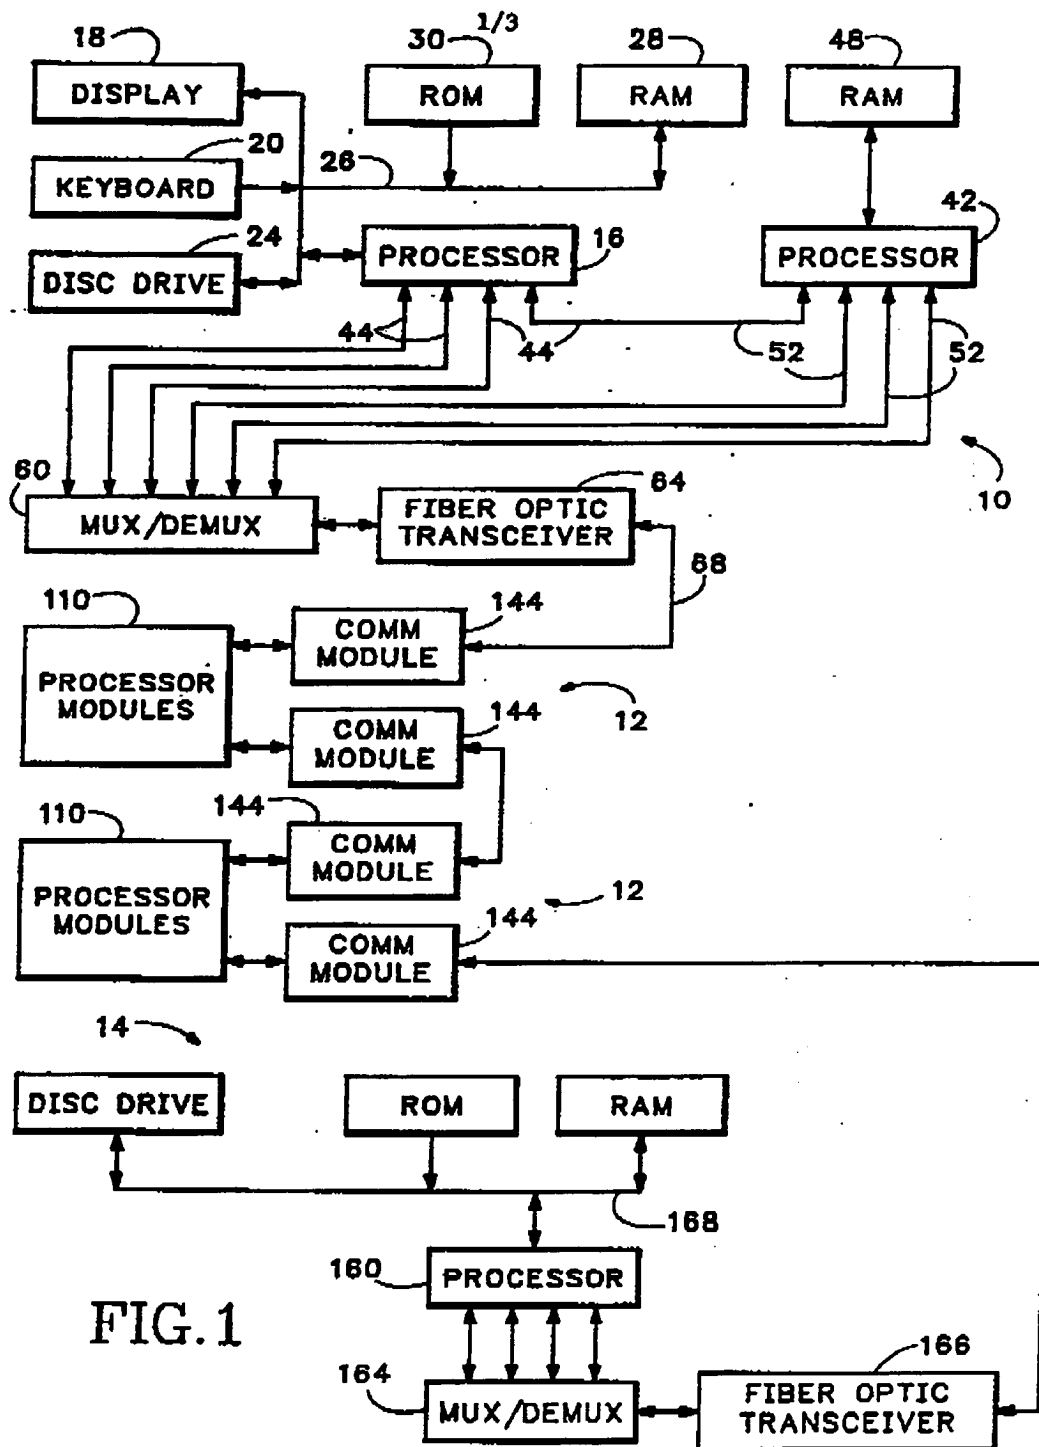 1/3
18
30
28
48
DISPLAY
ROM
RAM
RAM
20
26
KEYBOARD
42
24
PROCESSOR
16
PROCESSOR
DISC DRIVE
44
44
52
52
60
64
10
MUX/DEMUX
FIBER OPTIC
TRANSCEIVER
68
110
144
COMM
MODULE
PROCESSOR
MODULES
12
144
COMM
MODULE
110
144
COMM
MODULE
PROCESSOR
MODULES
12
144
COMM
MODULE
14
DISC DRIVE
ROM
RAM
168
160
PROCESSOR
FIG. 1
166
164
MUX/DEMUX
FIBER OPTIC
TRANSCEIVER